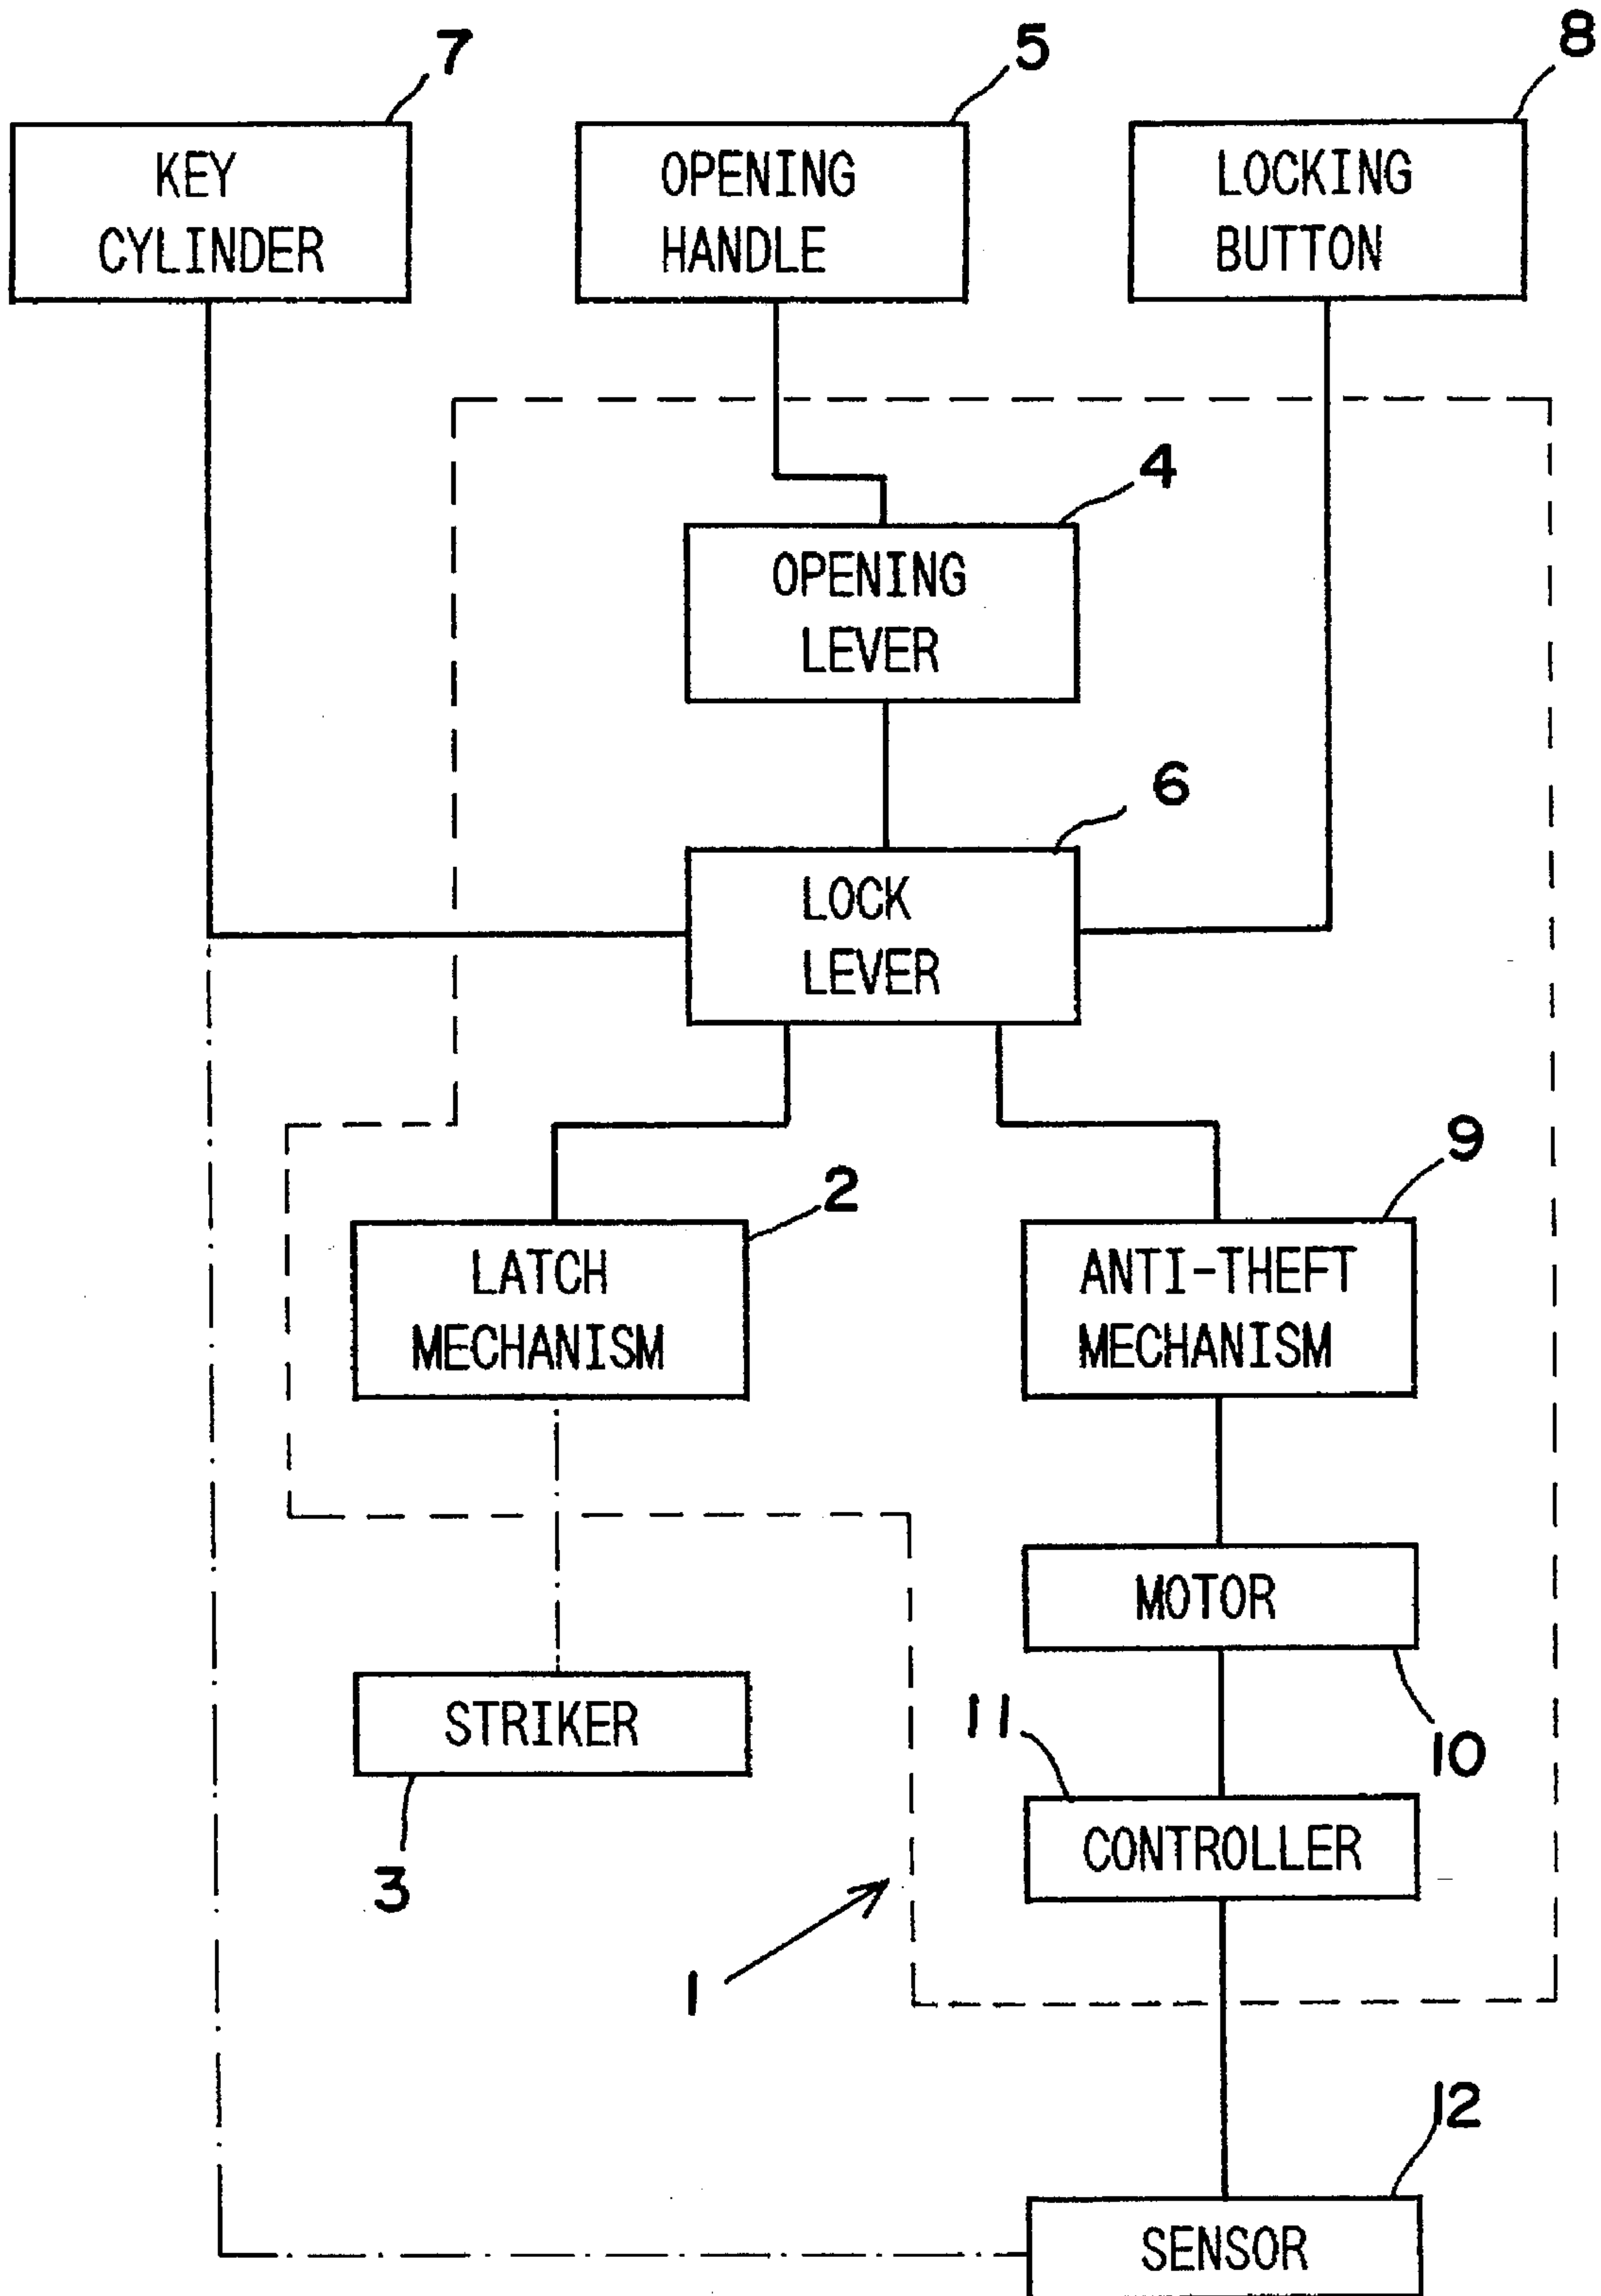 7
5
8
KEY
CYLINDER
OPENING
HANDLE
LOCKING
BUTTON
4
OPENING
LEVER
6
LOCK
LEVER
2
9
LATCH
MECHANISM
ANTI-THEFT
MECHANISM
MOTOR
10
STRIKER
3
11
CONTROLLER
1
12
SENSOR